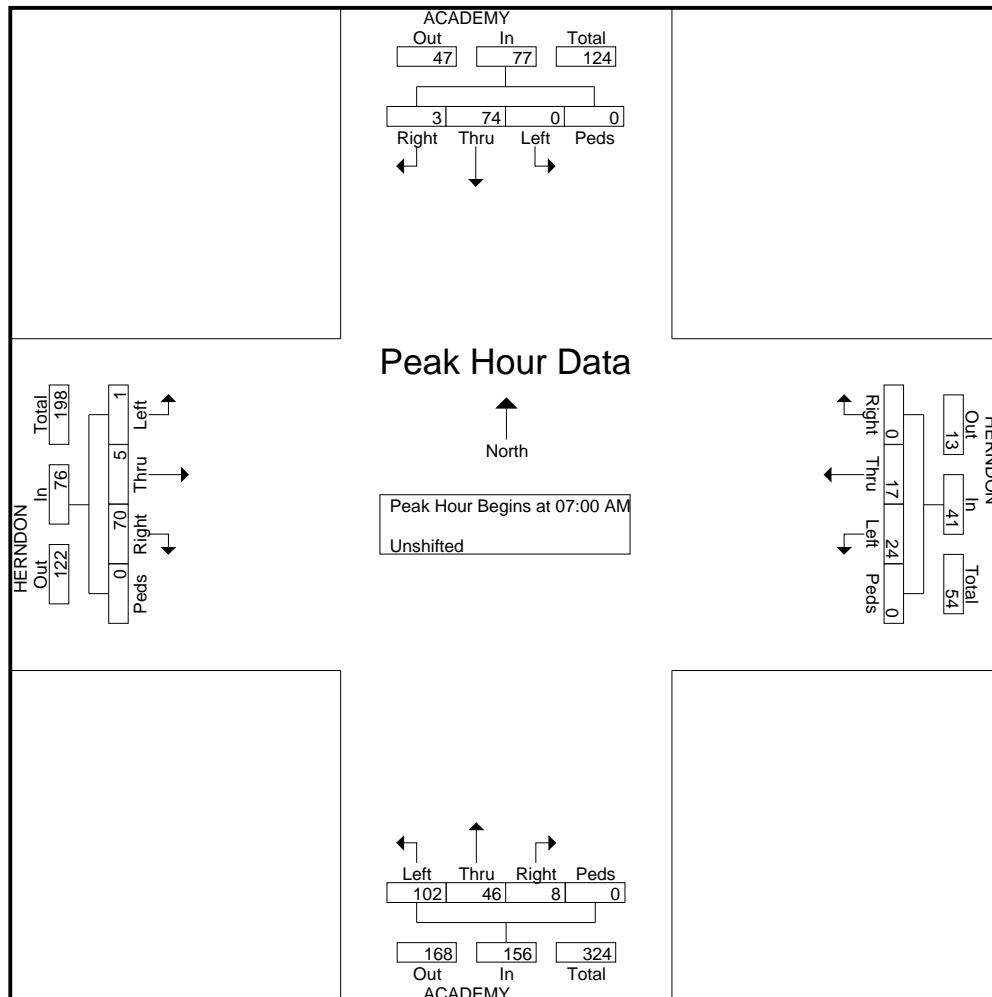 ACADEMY
Out In Total
47 77 124
3 74 0 0
Right Thru Left Peds
Peak Hour Data
North
Peak Hour Begins at 07:00 AM
Unshifted
HERNDON
Out In Total
122 76 198
Left Thru Right Peds
1 5 70 0
Right Thru Left Peds
0 17 24 0
Out In Total
13 41 54
HERNDON
Left Thru Right Peds
102 46 8 0
168 156 324
Out In Total
ACADEMY